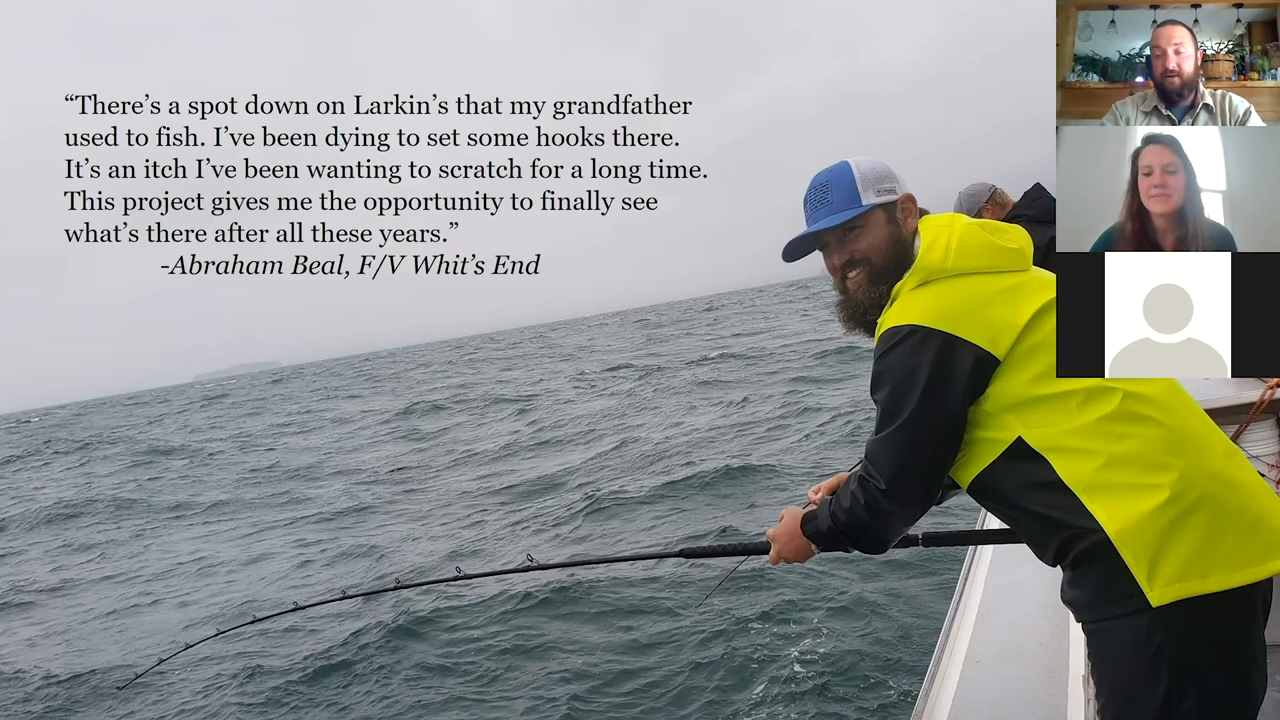 “There’s a spot down on Larkin’s that my grandfather
used to fish. I’ve been dying to set some hooks there.
It’s an itch I’ve been wanting to scratch for a long time.
This project gives me the opportunity to finally see
what’s there after all these years.”
-Abraham Beal, F/V Whit’s End